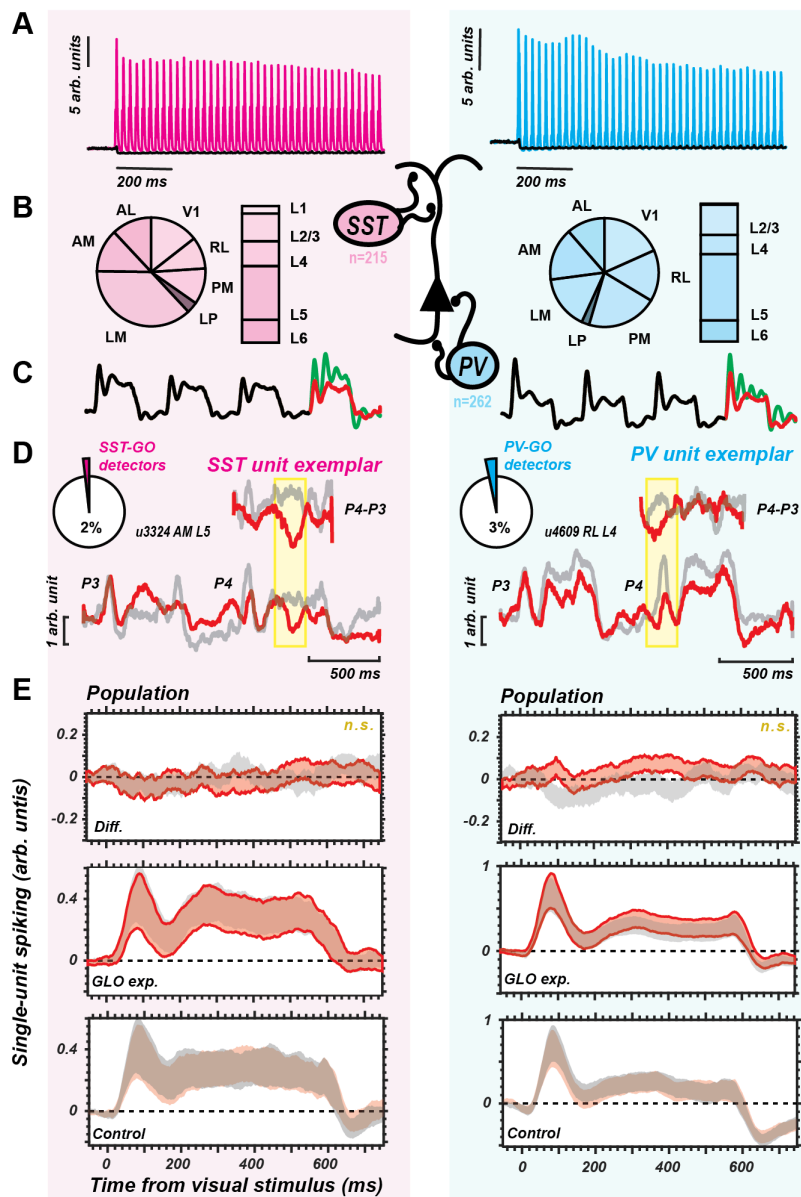 A
5 arb. units
200 ms
5 arb. units
200 ms
B
AL
V1
AM
RL
PM
LP
LM
L1
L2/3
L4
L5
L6
SST
n=215
AL
V1
AM
RL
LM
LP
PM
L2/3
L4
L5
L6
PV
n=262
C
D
SST-GO
detectors
2%
SST unit exemplar
u3324 AM L5
P4-P3
P3
P4
1 arb. unit
500 ms
PV-GO
detectors
3%
PV unit exemplar
u4609 RL L4
P4-P3
P3
P4
1 arb. unit
500 ms
E
Single-unit spiking (arb. untis)
Population
0.2
0
-0.2
n.s.
Diff.
0.4
0
GLO exp.
0.4
0
Control
0
200
400
600
Time from visual stimulus (ms)
Population
0.2
0
-0.2
n.s.
Diff.
1
0
GLO exp.
1
0
Control
0
200
400
600